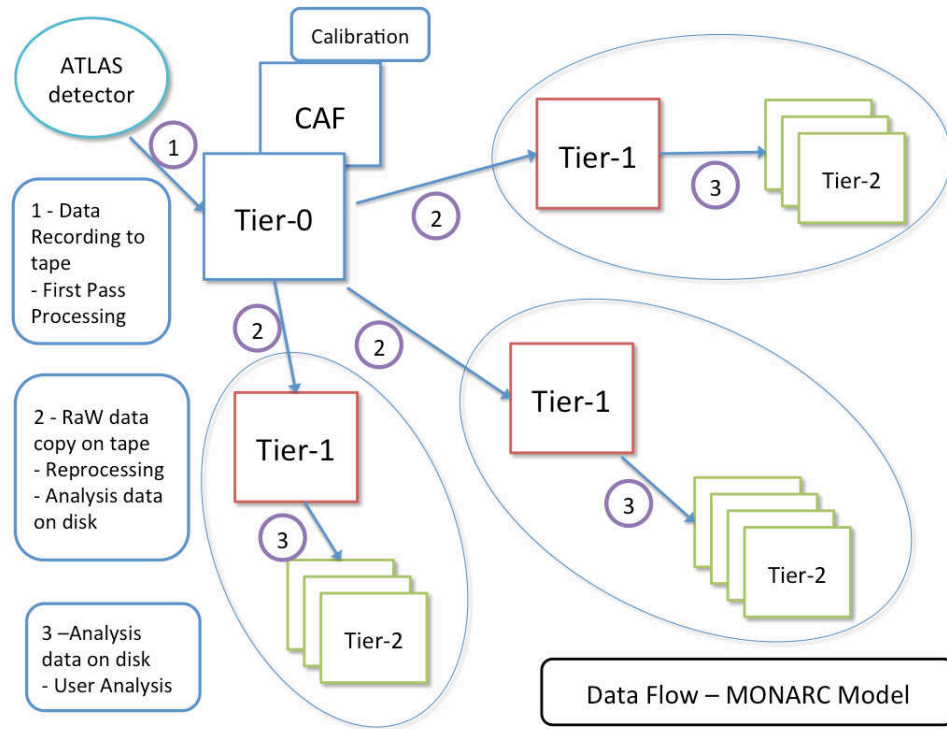 ATLAS
detector
Calibration
CAF
1
Tier-0
2
Tier-1
3
Tier-2
1 - Data
Recording to
tape
- First Pass
Processing
2
2
Tier-1
3
Tier-2
2 - RaW data
copy on tape
- Reprocessing
- Analysis data
on disk
Tier-1
3
Tier-2
3 –Analysis
data on disk
- User Analysis
Data Flow – MONARC Model